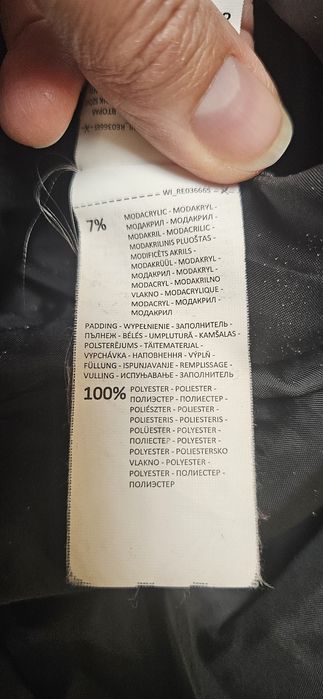 WI_RE036665 - X-
7%
MODACRYLIC - MODAKRYL -
МОДАКРИЛ - МОДАКРИЛ -
MODAKRIL - MODACRILIC -
MODAKRILINIS PLUOŠTAS -
MODIFICĒTS AKRILS -
MODAKRÜÜL - MODAKRYL -
МОДАКРИЛ - MODAKRYL -
MODACRYL - MODAKRILNO
VLAKNO - MODACRYLIQUE -
MODACRYL - МОДАКРИЛ -
МОДАКРИЛ
PADDING - WYPEŁNIENIE - ЗАПОЛНИТЕЛЬ -
ПЪЛНЕЖ - BÉLÉS - UMPLUTURĂ - KAMŠALAS -
POLSTERĒJUMS - TÄITEMATERJAL -
VYPCHÁVKA - НАПОВНЕННЯ - VÝPLŇ -
FÜLLUNG - ISPUNJAVANJE - REMPLISSAGE -
VULLING - ИСПУЊАВАЊЕ - ЗАПОЛНИТЕЛЬ
100%
POLYESTER - POLIESTER -
ПОЛИЭСТЕР - ПОЛИЕСТЕР -
POLIÉSZTER - POLIESTER -
POLIESTERIS - POLIESTERIS -
POLÜESTER - POLYESTER -
ПОЛІЕСТЕР - POLYESTER -
POLYESTER - POLIESTERSKO
VLAKNO - POLYESTER -
POLYESTER - ПОЛИЕСТЕР -
ПОЛИЭСТЕР